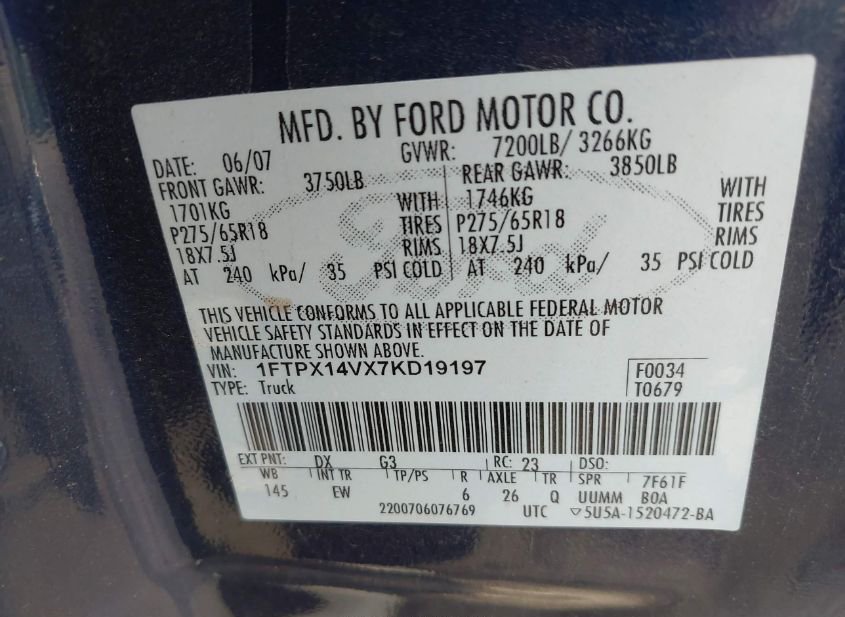 MFD. BY FORD MOTOR CO.
DATE: 06/07 GVWR: 7200LB/ 3266KG
FRONT GAWR: 3750LB REAR GAWR: 3850LB
1701KG WITH 1746KG WITH
P275/65R18 TIRES P275/65R18 TIRES
18X7.5J RIMS 18X7.5J RIMS
AT 240 kPa/ 35 PSI COLD AT 240 kPa/ 35 PSI COLD
Ford
THIS VEHICLE CONFORMS TO ALL APPLICABLE FEDERAL MOTOR
VEHICLE SAFETY STANDARDS IN EFFECT ON THE DATE OF
MANUFACTURE SHOWN ABOVE.
VIN: 1FTPX14VX7KD19197 F0034
TYPE: Truck T0679
EXT PNT: DX G3 RC: 23 DSO:
WB INT TR TP/PS R AXLE TR SPR 7F61F
145 EW 6 26 Q UUMM BOA
2200706076769 UTC ▽5U5A-1520472-BA